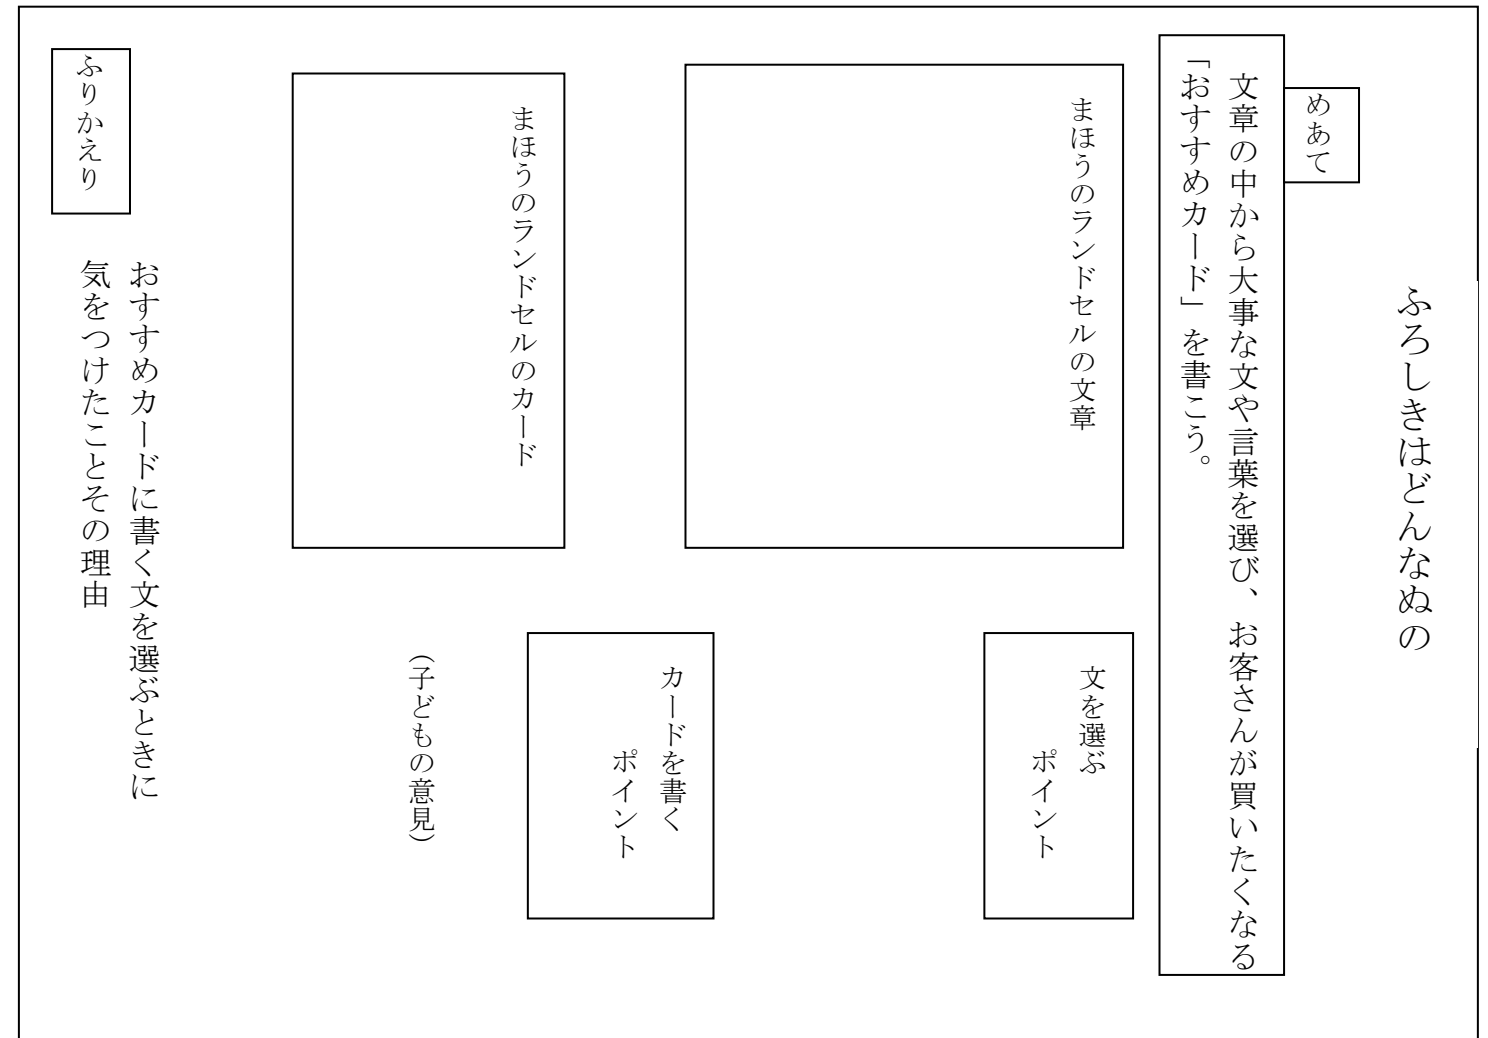 ふろしきはどんなぬの
めあて
文章の中から大事な文や言葉を選び、お客さんが買いたくなる
「おすすめカード」を書こう。
まほうのランドセルの文章
文を選ぶ
ポイント
まほうのランドセルのカード
カードを書く
ポイント
（子どもの意見）
おすすめカードに書く文を選ぶときに
気をつけたことその理由
ふりかえり